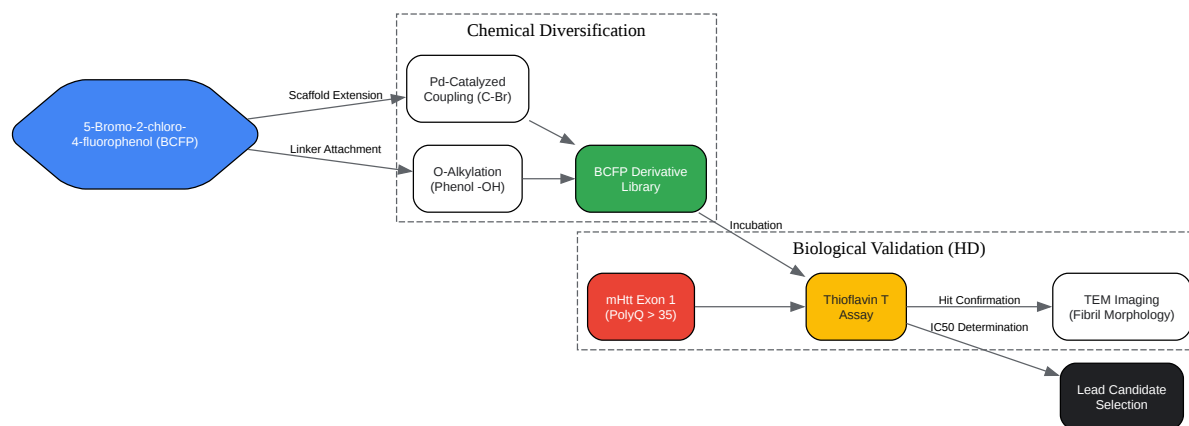 Chemical Diversification
Pd-Catalyzed
Coupling (C-Br)
Scaffold Extension
5-Bromo-2-chloro-
4-fluorophenol (BCFP)
Linker Attachment
O-Alkylation
(Phenol -OH)
BCFP Derivative
Library
Incubation
Biological Validation (HD)
mHtt Exon 1
(PolyQ > 35)
Thioflavin T
Assay
Hit Confirmation
TEM Imaging
(Fibril Morphology)
IC50 Determination
Lead Candidate
Selection